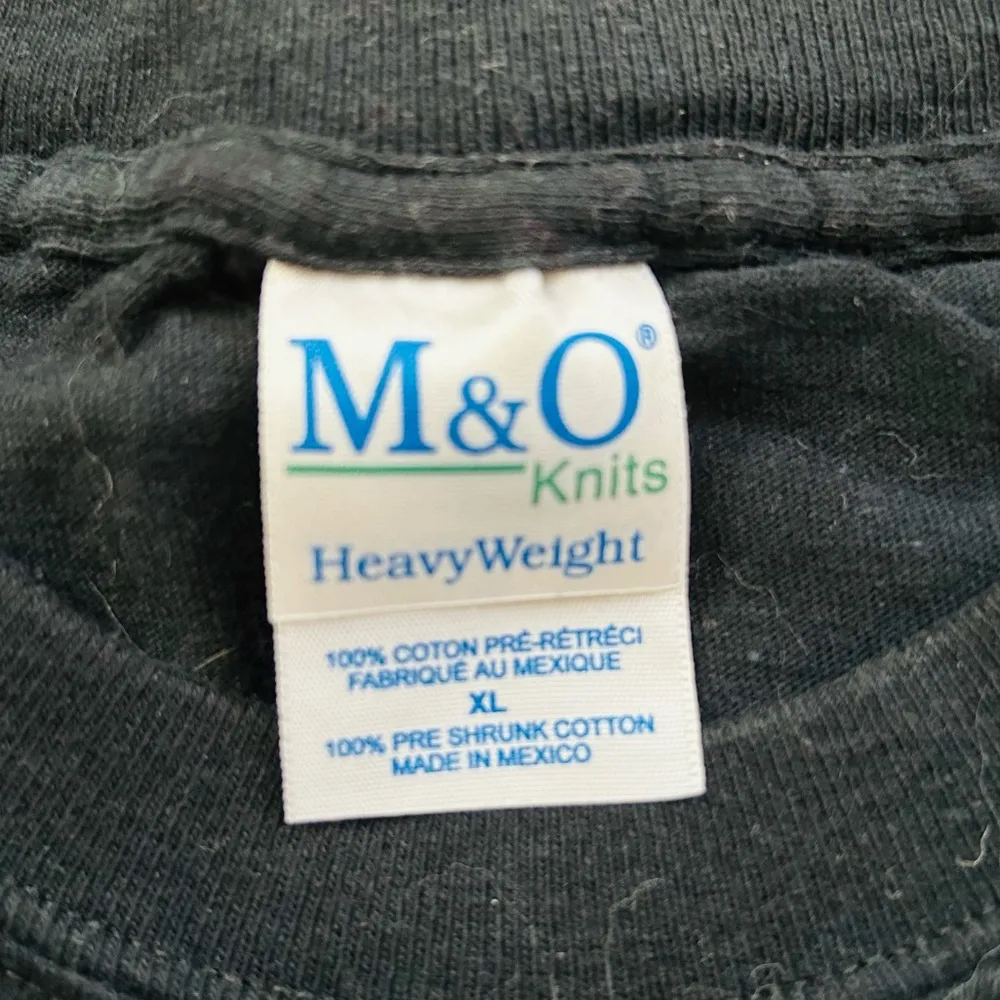 M&O®
Knits
HeavyWeight
100% COTON PRÉ-RÉTRÉCI
FABRIQUÉ AU MEXIQUE
XL
100% PRE SHRUNK COTTON
MADE IN MEXICO